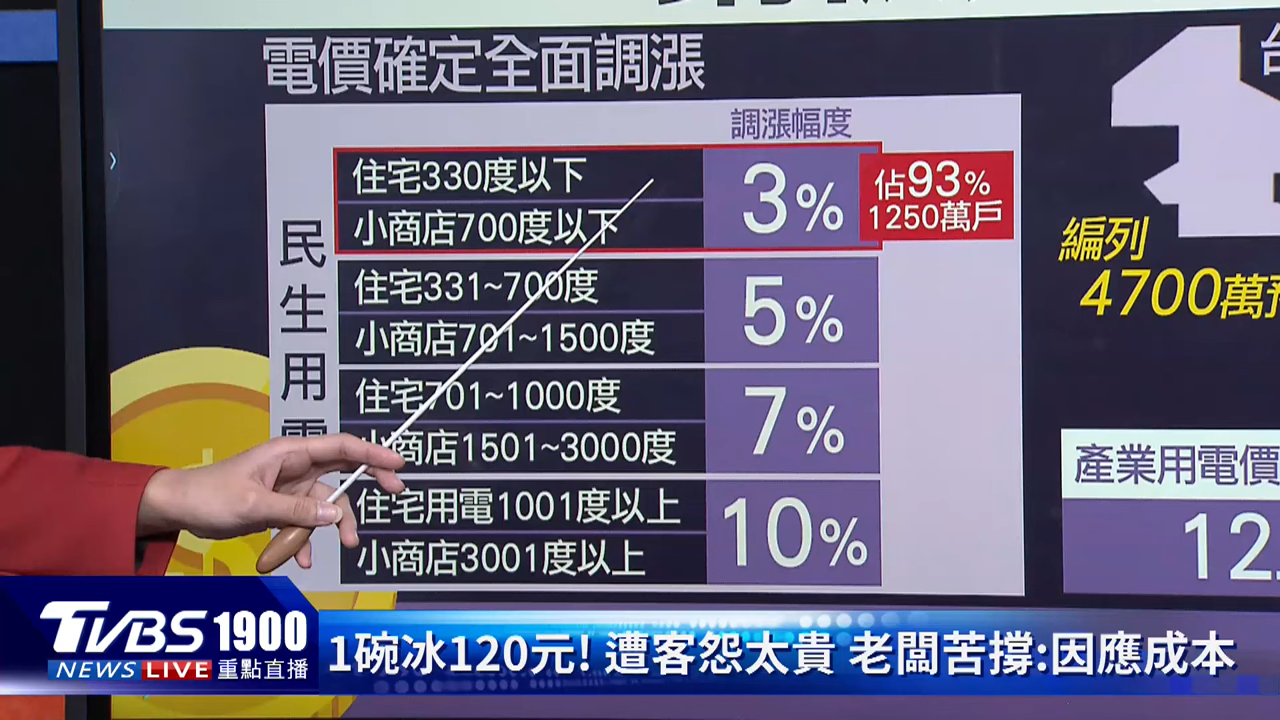 電價確定全面調漲
調漲幅度
民生用電
住宅330度以下
小商店700度以下
3%
佔93%
1250萬戶
住宅331~700度
小商店701~1500度
5%
住宅701~1000度
小商店1501~3000度
7%
住宅用電1001度以上
小商店3001度以上
10%
編列
4700萬預
產業用電價
12
TVBS 1900
NEWS LIVE 重點直播
1碗冰120元! 遭客怨太貴 老闆苦撐:因應成本